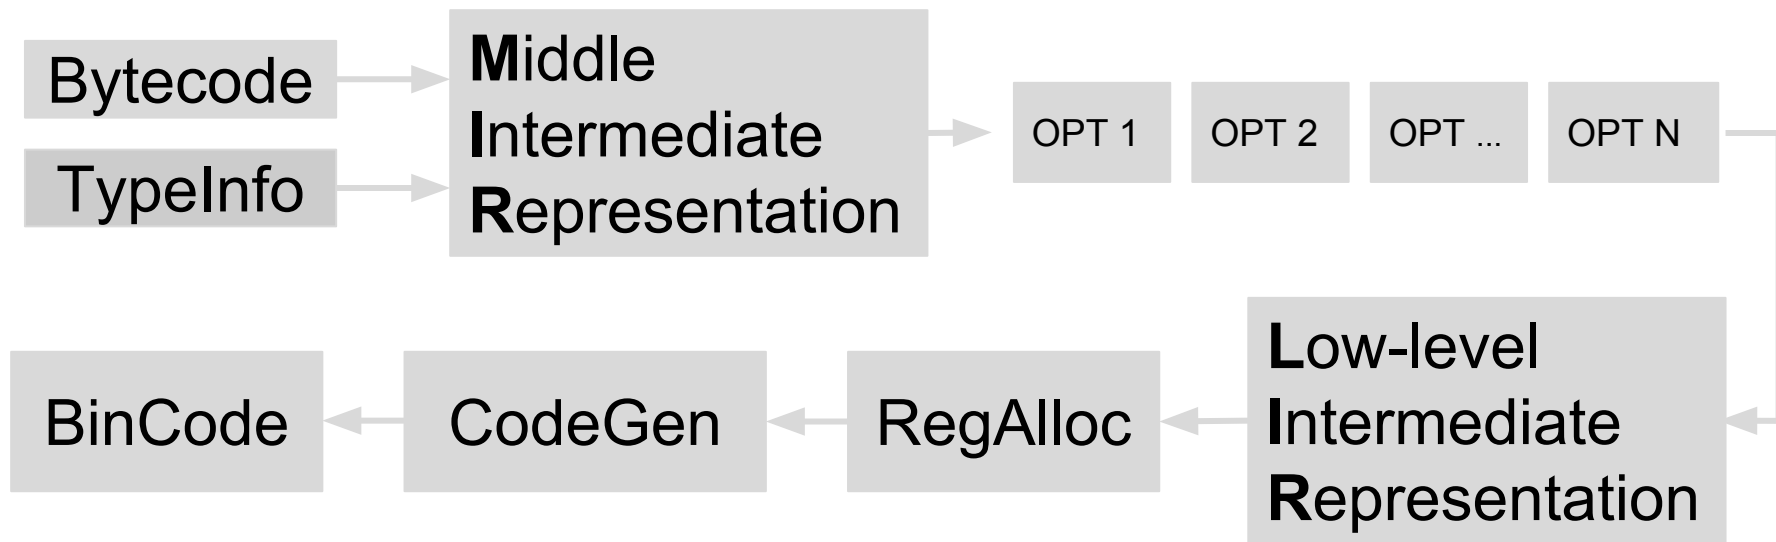 Bytecode
TypeInfo
Middle
Intermediate
Representation
OPT 1
OPT 2
OPT ...
OPT N
Low-level
Intermediate
Representation
RegAlloc
CodeGen
BinCode